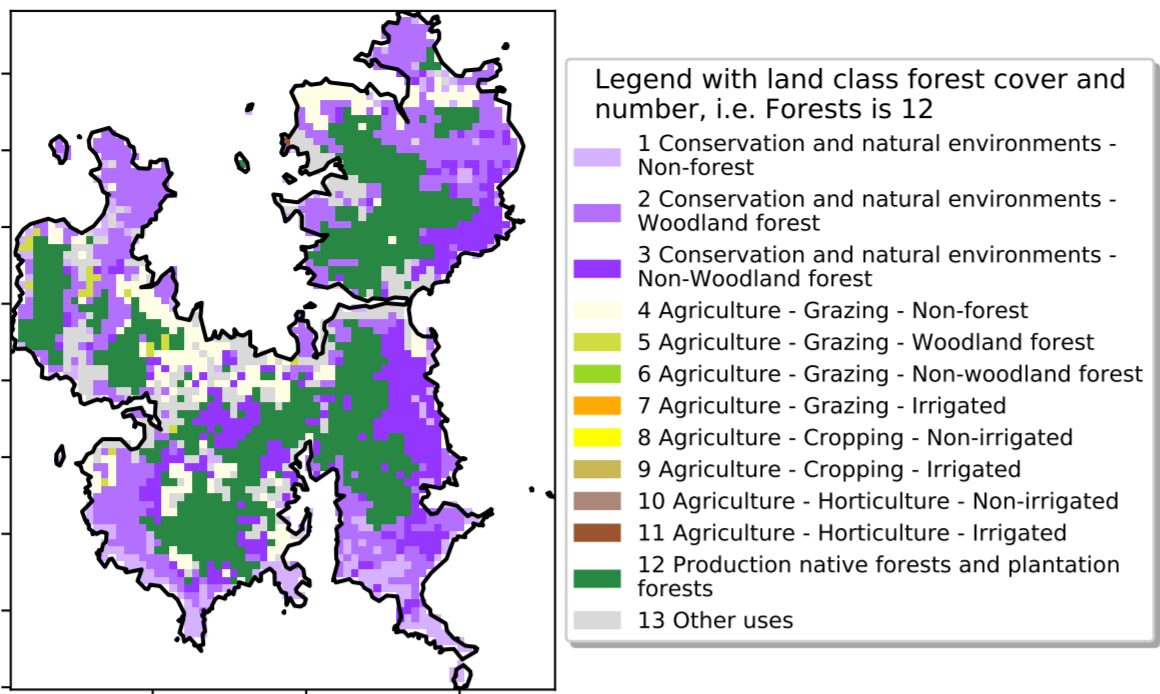 Legend with land class forest cover and
number, i.e. Forests is 12
1 Conservation and natural environments -
Non-forest
2 Conservation and natural environments -
Woodland forest
3 Conservation and natural environments -
Non-Woodland forest
4 Agriculture - Grazing - Non-forest
5 Agriculture - Grazing - Woodland forest
6 Agriculture - Grazing - Non-woodland forest
7 Agriculture - Grazing - Irrigated
8 Agriculture - Cropping - Non-irrigated
9 Agriculture - Cropping - Irrigated
10 Agriculture - Horticulture - Non-irrigated
11 Agriculture - Horticulture - Irrigated
12 Production native forests and plantation
forests
13 Other uses